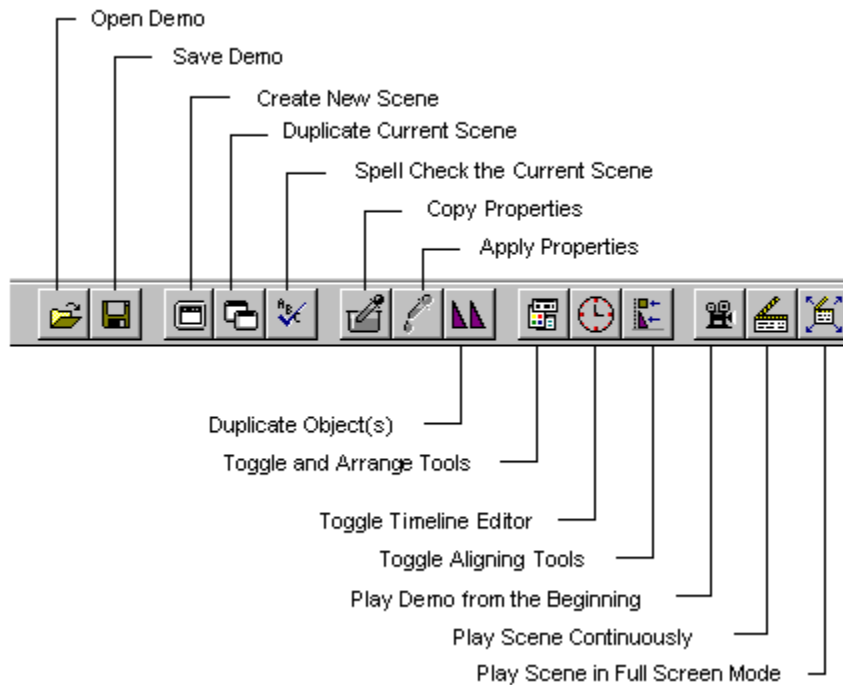 Open Demo
Save Demo
Create New Scene
Duplicate Current Scene
Spell Check the Current Scene
Copy Properties
Apply Properties
ABC
Duplicate Object(s)
Toggle and Arrange Tools
Toggle Timeline Editor
Toggle Aligning Tools
Play Demo from the Beginning
Play Scene Continuously
Play Scene in Full Screen Mode